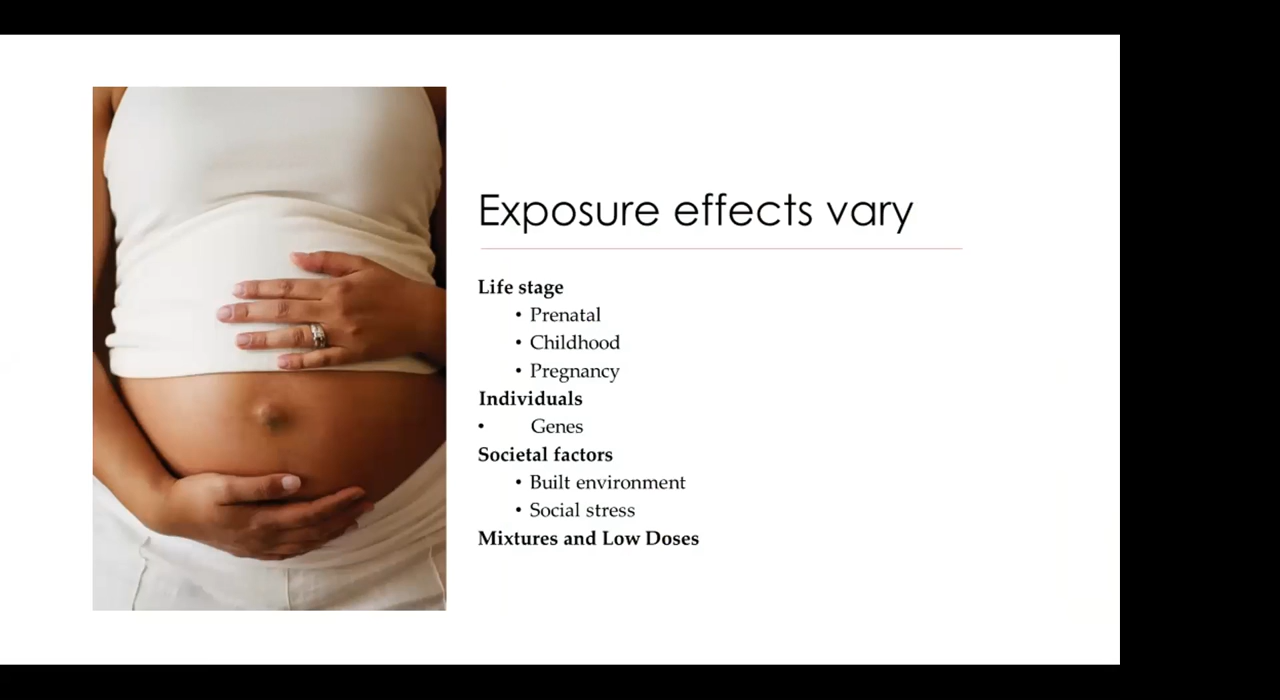 Exposure effects vary
Life stage
• Prenatal
• Childhood
• Pregnancy
Individuals
• Genes
Societal factors
• Built environment
• Social stress
Mixtures and Low Doses